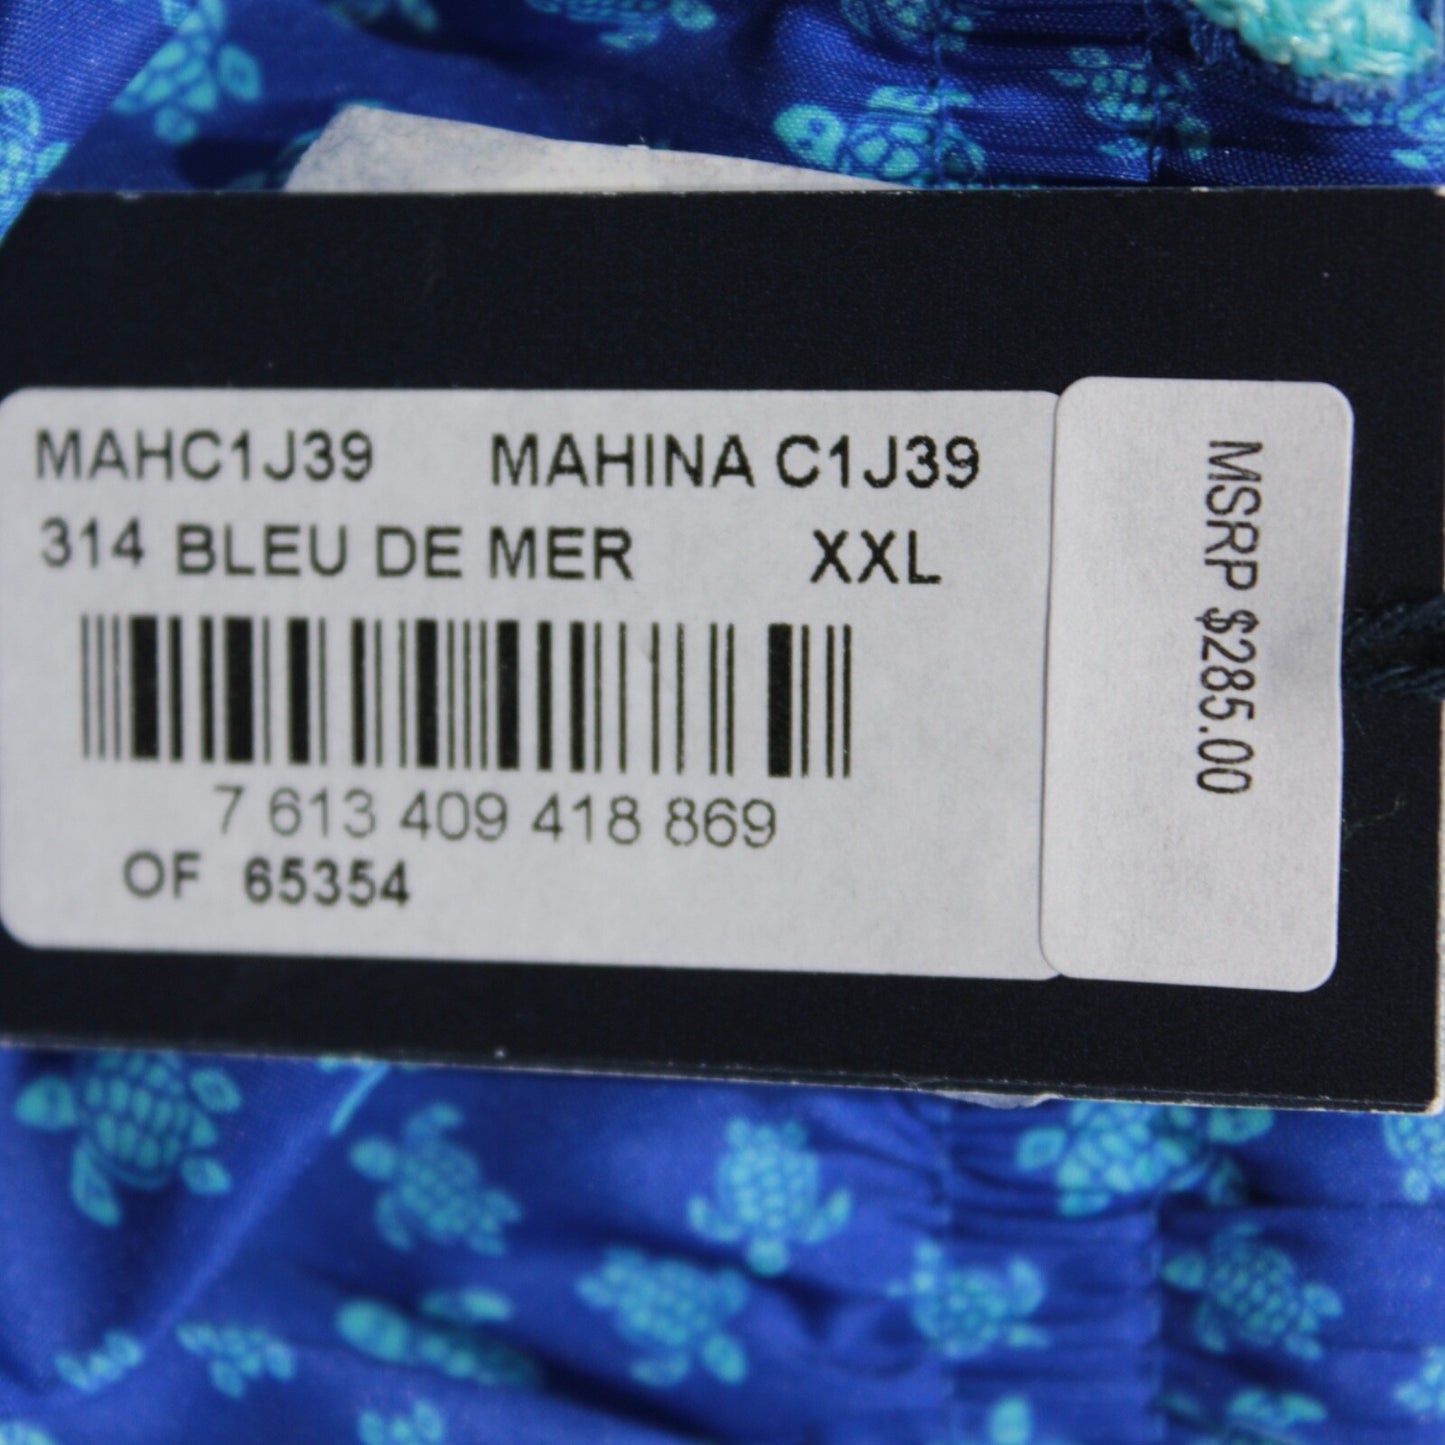 MAHC1J39 MAHINA C1J39
314 BLEU DE MER XXL
7 613 409 418 869
OF 65354
MSRP $285.00